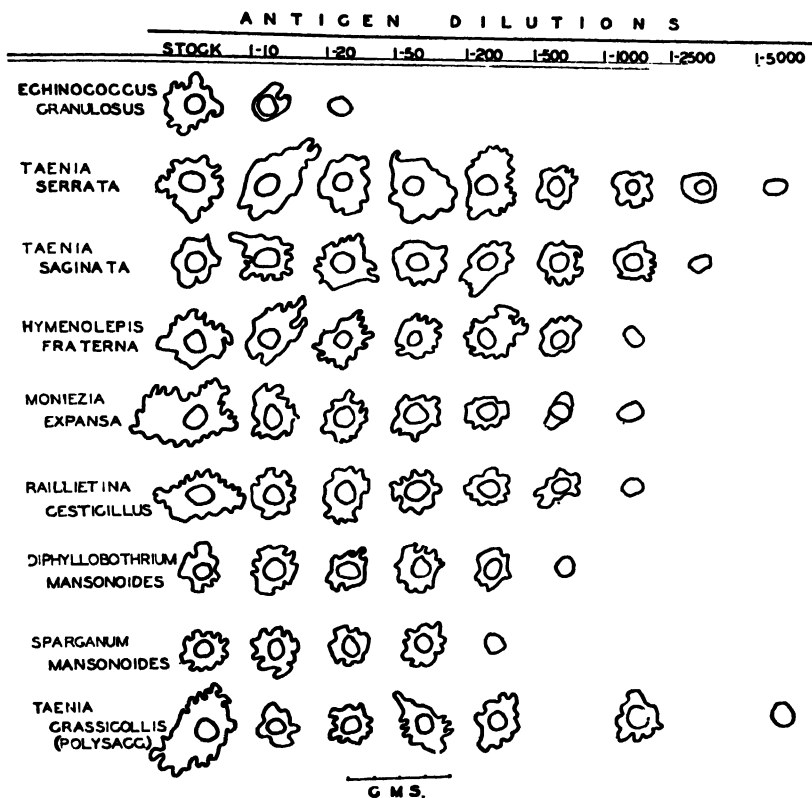 ANTIGEN DILUTIONS
STOCK 1-10 1-20 1-50 1-200 1-500 1-1000 1-2500 1-5000
ECHINOCOCCUS
GRANULOSUS
TAENIA
SERRATA
TAENIA
SAGINATA
HYMENOLEPIS
FRATERNA
MONIEZIA
EXPANSA
RAILLIETINA
CESTICILLUS
DIPHYLLOBOTHRIUM
MANSONOIDES
SPARGANUM
MANSONOIDES
TAENIA
CRASSICOLLIS
(POLYSACC.)
CMS.